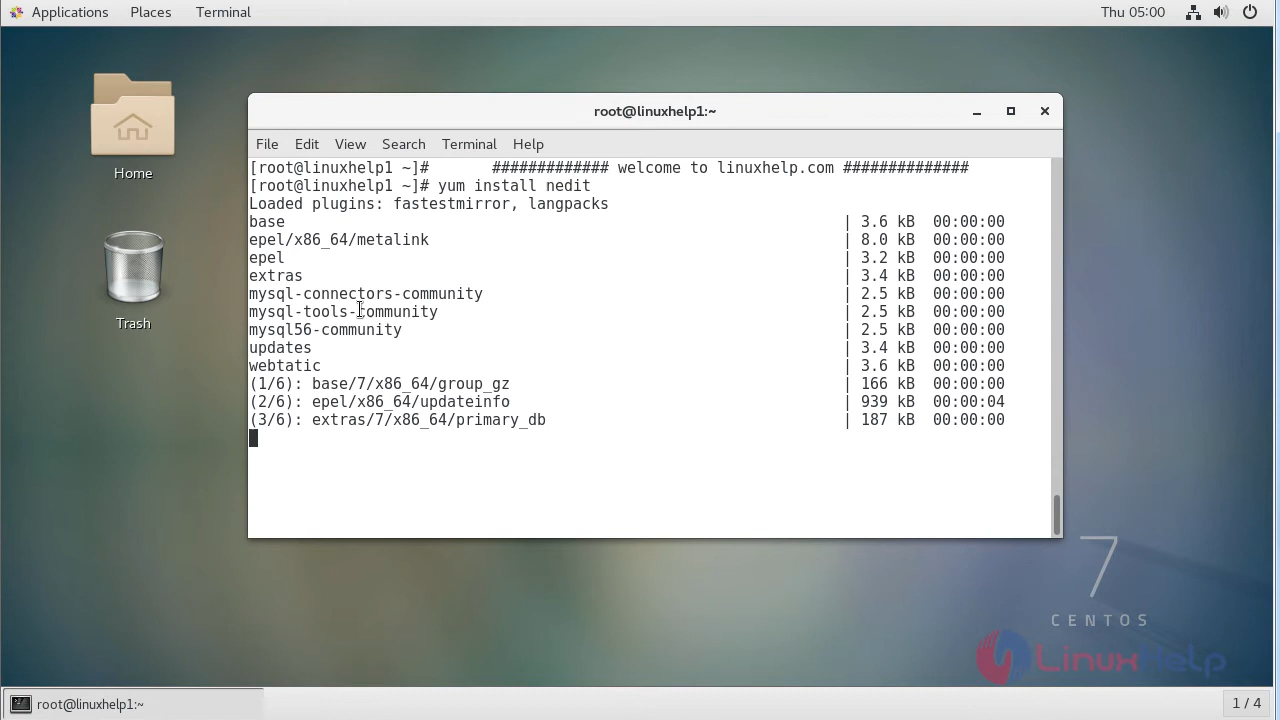 Applications Places Terminal Thu 05:00
Home
Trash
root@linuxhelp1:~
File Edit View Search Terminal Help
[root@linuxhelp1 ~]#       ############# welcome to linuxhelp.com ##############
[root@linuxhelp1 ~]# yum install nedit
Loaded plugins: fastestmirror, langpacks
base | 3.6 kB 00:00:00
epel/x86_64/metalink | 8.0 kB 00:00:00
epel | 3.2 kB 00:00:00
extras | 3.4 kB 00:00:00
mysql-connectors-community | 2.5 kB 00:00:00
mysql-tools-community | 2.5 kB 00:00:00
mysql56-community | 2.5 kB 00:00:00
updates | 3.4 kB 00:00:00
webtatic | 3.6 kB 00:00:00
(1/6): base/7/x86_64/group_gz | 166 kB 00:00:00
(2/6): epel/x86_64/updateinfo | 939 kB 00:00:04
(3/6): extras/7/x86_64/primary_db | 187 kB 00:00:00
7
CENTOS
LinuxHelp
root@linuxhelp1:~ 1 / 4